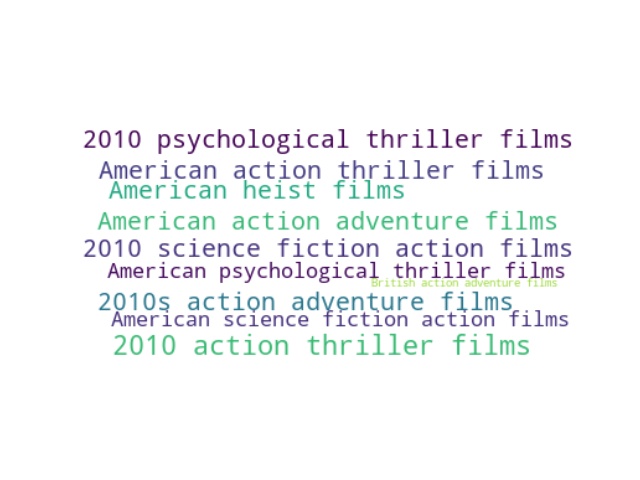 2010 psychological thriller films
American action thriller films
American heist films
American action adventure films
2010 science fiction action films
American psychological thriller films
British action adventure films
2010s action adventure films
American science fiction action films
2010 action thriller films